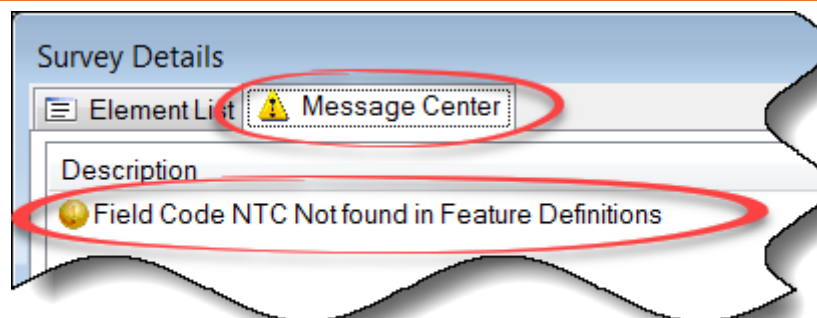 Survey Details
Element List Message Center
Description
Field Code NTC Not found in Feature Definitions